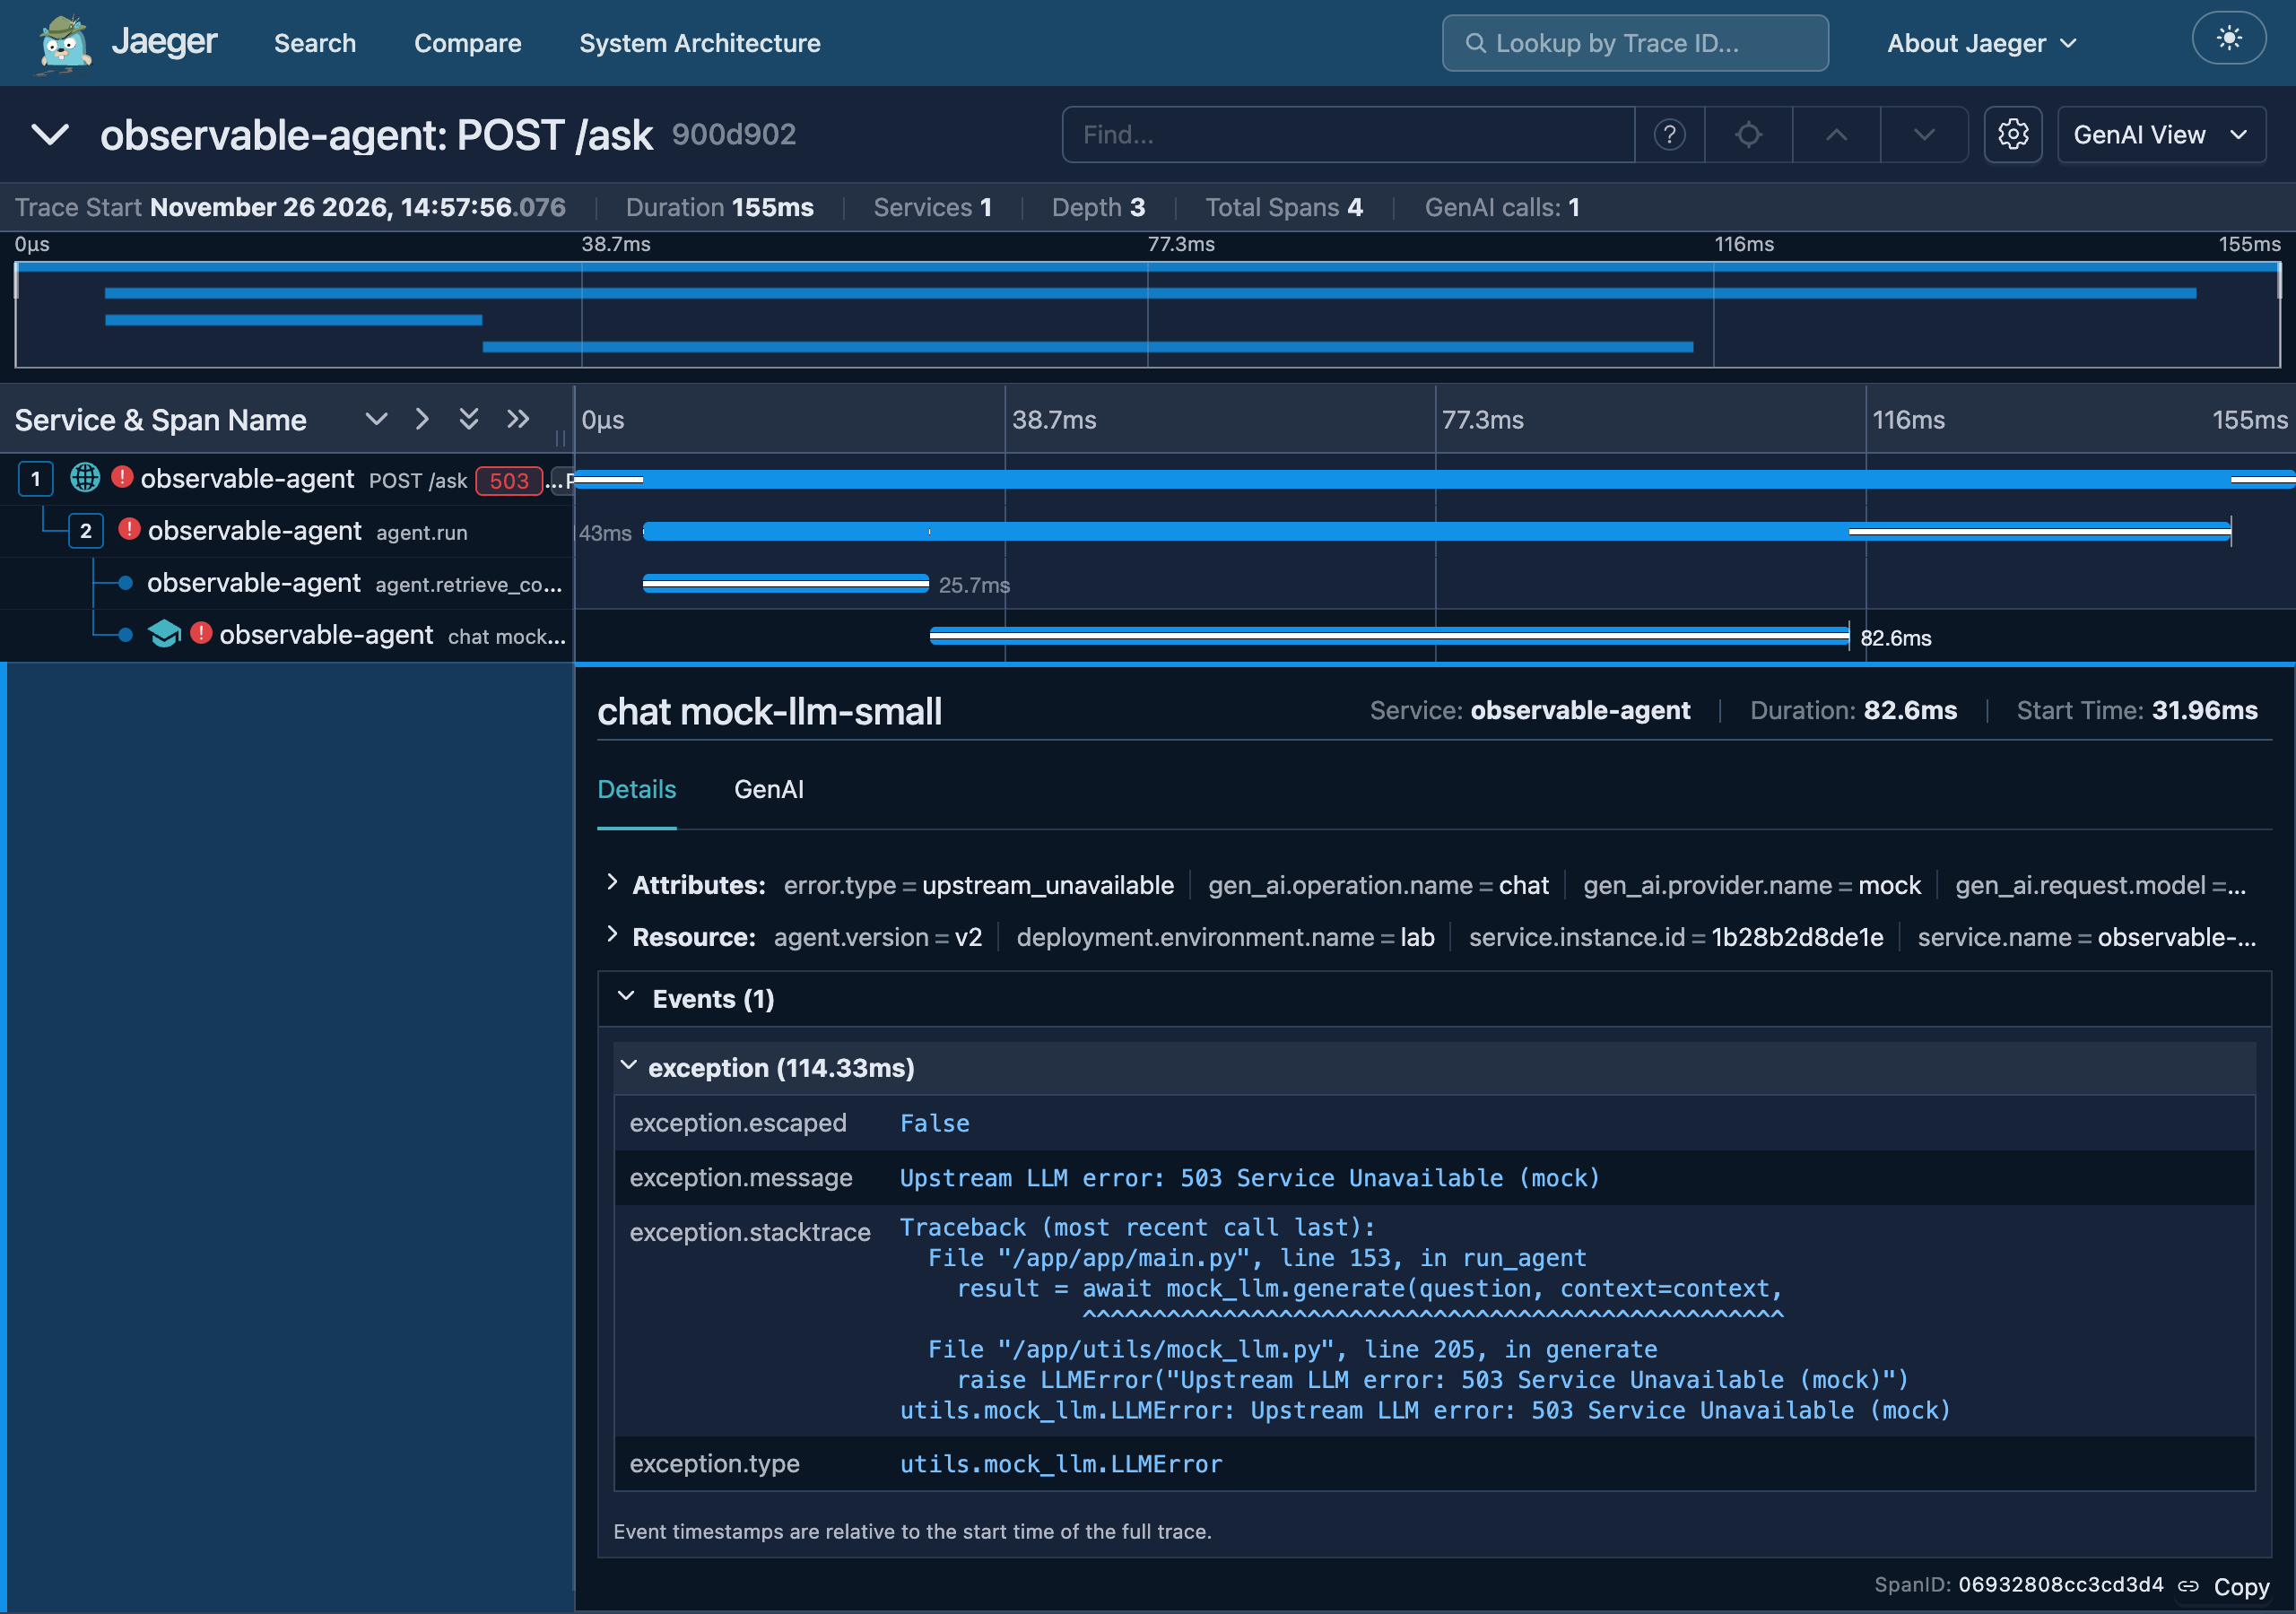 Jaeger Search Compare System Architecture Lookup by Trace ID... About Jaeger
observable-agent: POST /ask 900d902 Find... GenAI View
Trace Start November 26 2026, 14:57:56.076 Duration 155ms Services 1 Depth 3 Total Spans 4 GenAI calls: 1
0μs 38.7ms 77.3ms 116ms 155ms
Service & Span Name 0μs 38.7ms 77.3ms 116ms 155ms
1 observable-agent POST /ask 503 ...
2 observable-agent agent.run 43ms
observable-agent agent.retrieve_co... 25.7ms
observable-agent chat mock... 82.6ms
chat mock-llm-small Service: observable-agent Duration: 82.6ms Start Time: 31.96ms
Details GenAI
Attributes: error.type = upstream_unavailable gen_ai.operation.name = chat gen_ai.provider.name = mock gen_ai.request.model =...
Resource: agent.version = v2 deployment.environment.name = lab service.instance.id = 1b28b2d8de1e service.name = observable-...
Events (1)
exception (114.33ms)
exception.escaped False
exception.message Upstream LLM error: 503 Service Unavailable (mock)
exception.stacktrace Traceback (most recent call last):
File "/app/app/main.py", line 153, in run_agent
result = await mock_llm.generate(question, context=context,
^^^^^^^^^^^^^^^^^^^^^^^^^^^^^^^^^^^^^^^^^^^^^^^^^^
File "/app/utils/mock_llm.py", line 205, in generate
raise LLMError("Upstream LLM error: 503 Service Unavailable (mock)")
utils.mock_llm.LLMError: Upstream LLM error: 503 Service Unavailable (mock)
exception.type utils.mock_llm.LLMError
Event timestamps are relative to the start time of the full trace.
SpanID: 06932808cc3cd3d4 Copy